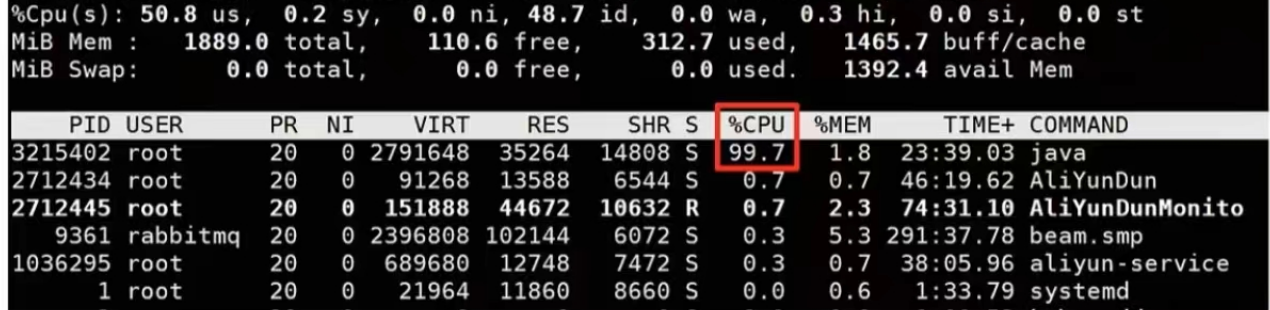 %Cpu(s): 50.8 us,  0.2 sy,  0.0 ni, 48.7 id,  0.0 wa,  0.3 hi,  0.0 si,  0.0 st
MiB Mem :   1889.0 total,    110.6 free,    312.7 used,   1465.7 buff/cache
MiB Swap:      0.0 total,      0.0 free,      0.0 used.   1392.4 avail Mem
PID USER      PR  NI    VIRT    RES    SHR S  %CPU  %MEM     TIME+ COMMAND
3215402 root      20   0 2791648  35264  14808 S  99.7   1.8  23:39.03 java
2712434 root      20   0   91268  13588   6544 S   0.7   0.7  46:19.62 AliYunDun
2712445 root      20   0  151888  44672  10632 R   0.7   2.3  74:31.10 AliYunDunMonito
9361 rabbitmq  20   0 2396808 102144   6072 S   0.3   5.3 291:37.78 beam.smp
1036295 root      20   0  689680  12748   7472 S   0.3   0.7  38:05.96 aliyun-service
1 root      20   0   21964  11860   8660 S   0.0   0.6   1:33.79 systemd